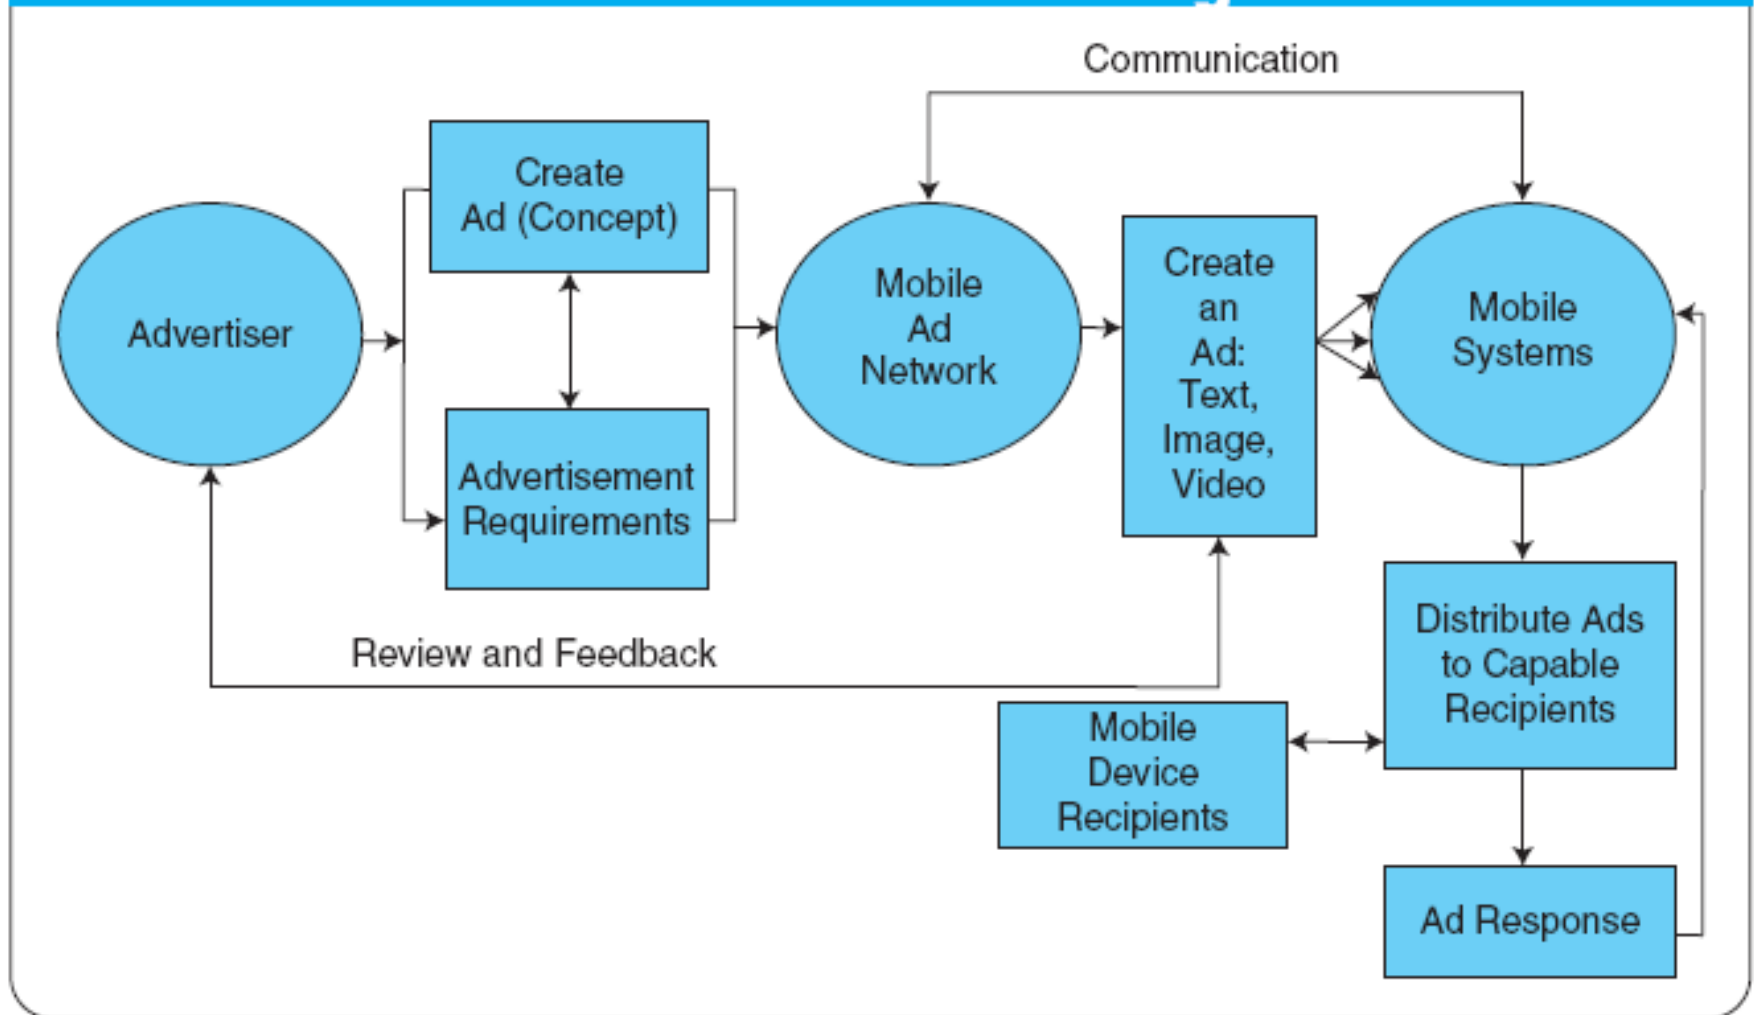 Communication
Create
Ad (Concept)
Advertiser
Advertisement
Requirements
Mobile
Ad
Network
Create
an
Ad:
Text,
Image,
Video
Mobile
Systems
Review and Feedback
Distribute Ads
to Capable
Recipients
Mobile
Device
Recipients
Ad Response